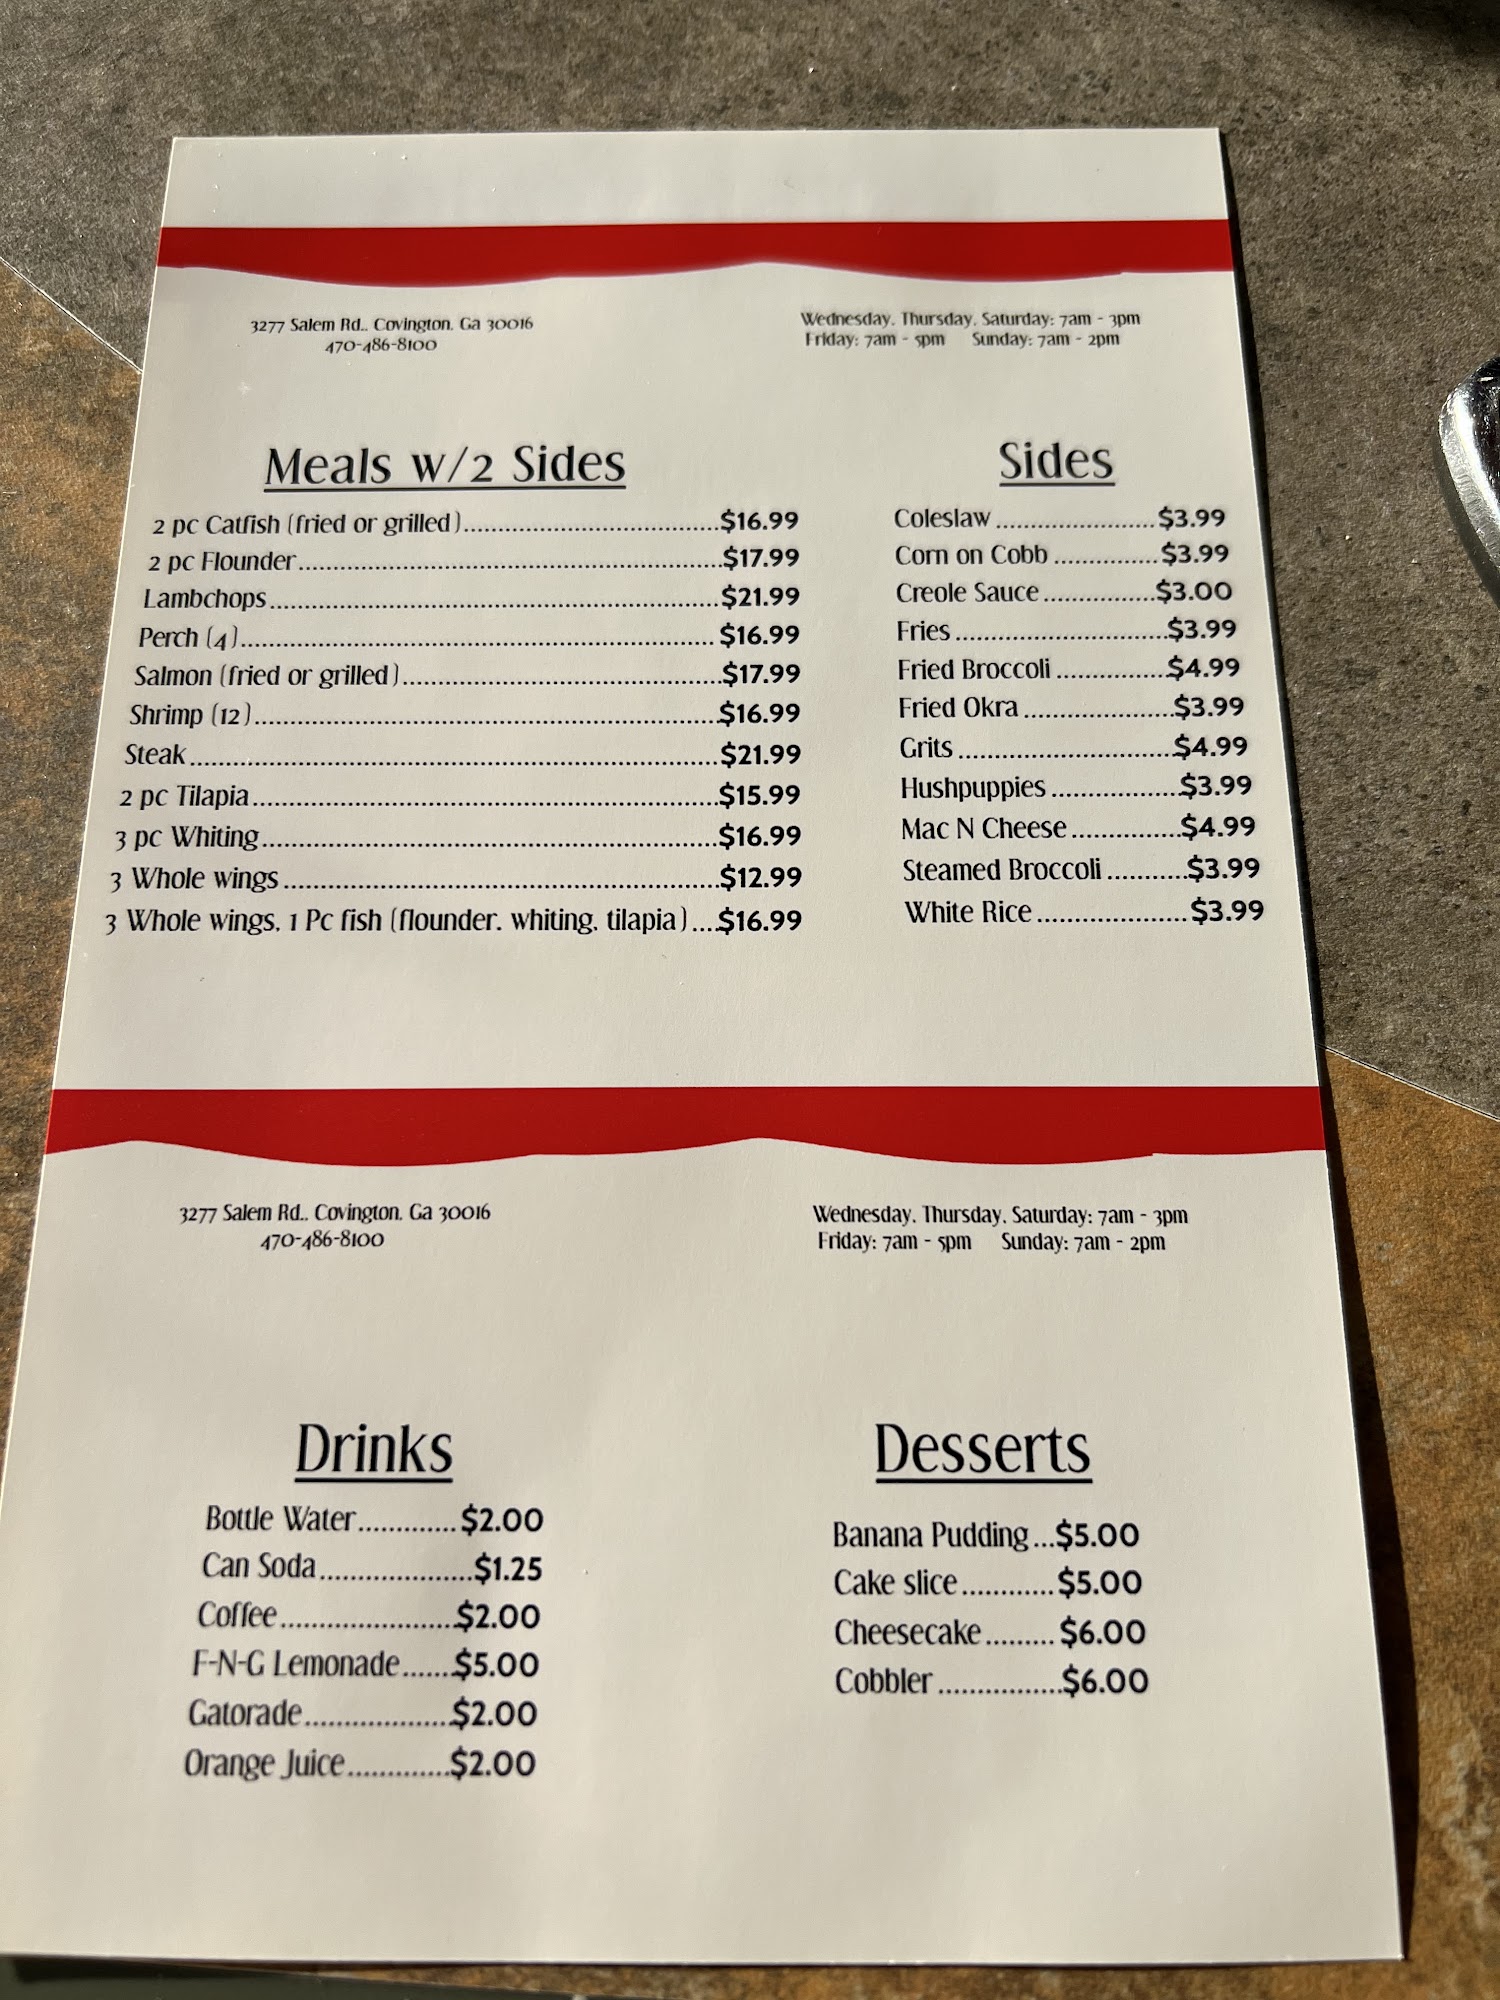 3277 Salem Rd., Covington, Ga 30016
470-486-8100
Wednesday, Thursday, Saturday: 7am - 3pm
Friday: 7am - 5pm Sunday: 7am - 2pm
Meals w/2 Sides
2 pc Catfish (fried or grilled)......$16.99
2 pc Flounder......$17.99
Lambchops......$21.99
Perch (4)......$16.99
Salmon (fried or grilled)......$17.99
Shrimp (12)......$16.99
Steak......$21.99
2 pc Tilapia......$15.99
3 pc Whiting......$16.99
3 Whole wings......$12.99
3 Whole wings, 1 Pc fish (flounder, whiting, tilapia)....$16.99
Sides
Coleslaw......$3.99
Corn on Cobb......$3.99
Creole Sauce......$3.00
Fries......$3.99
Fried Broccoli......$4.99
Fried Okra......$3.99
Grits......$4.99
Hushpuppies......$3.99
Mac N Cheese......$4.99
Steamed Broccoli......$3.99
White Rice......$3.99
3277 Salem Rd., Covington, Ga 30016
470-486-8100
Wednesday, Thursday, Saturday: 7am - 3pm
Friday: 7am - 5pm Sunday: 7am - 2pm
Drinks
Bottle Water......$2.00
Can Soda......$1.25
Coffee......$2.00
F-N-G Lemonade......$5.00
Gatorade......$2.00
Orange Juice......$2.00
Desserts
Banana Pudding...$5.00
Cake slice......$5.00
Cheesecake......$6.00
Cobbler......$6.00